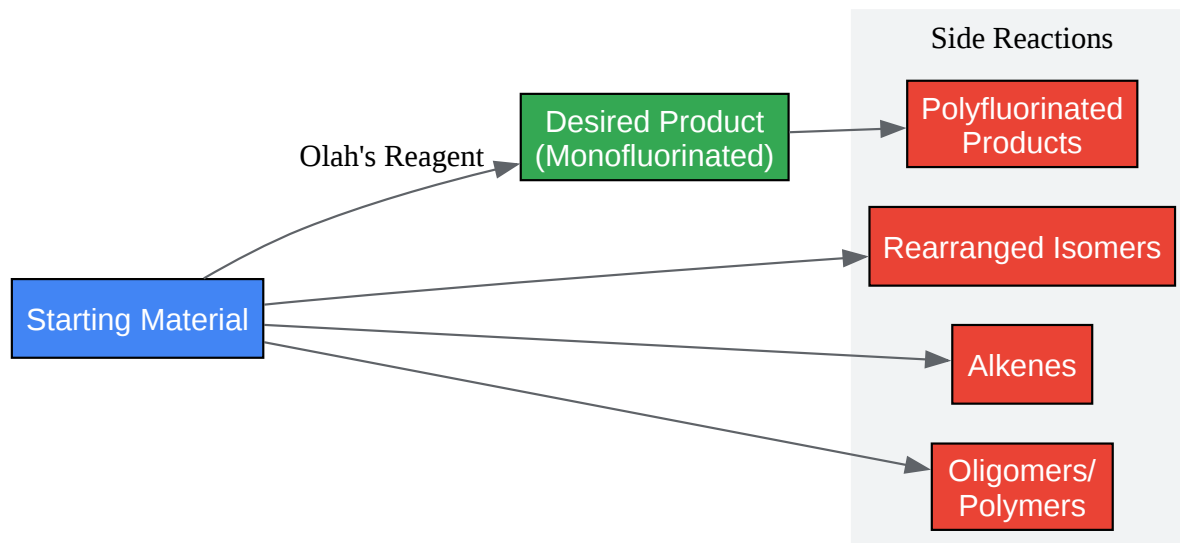 Side Reactions
Olah's Reagent
Desired Product
(Monofluorinated)
Polyfluorinated
Products
Rearranged Isomers
Starting Material
Alkenes
Oligomers/
Polymers